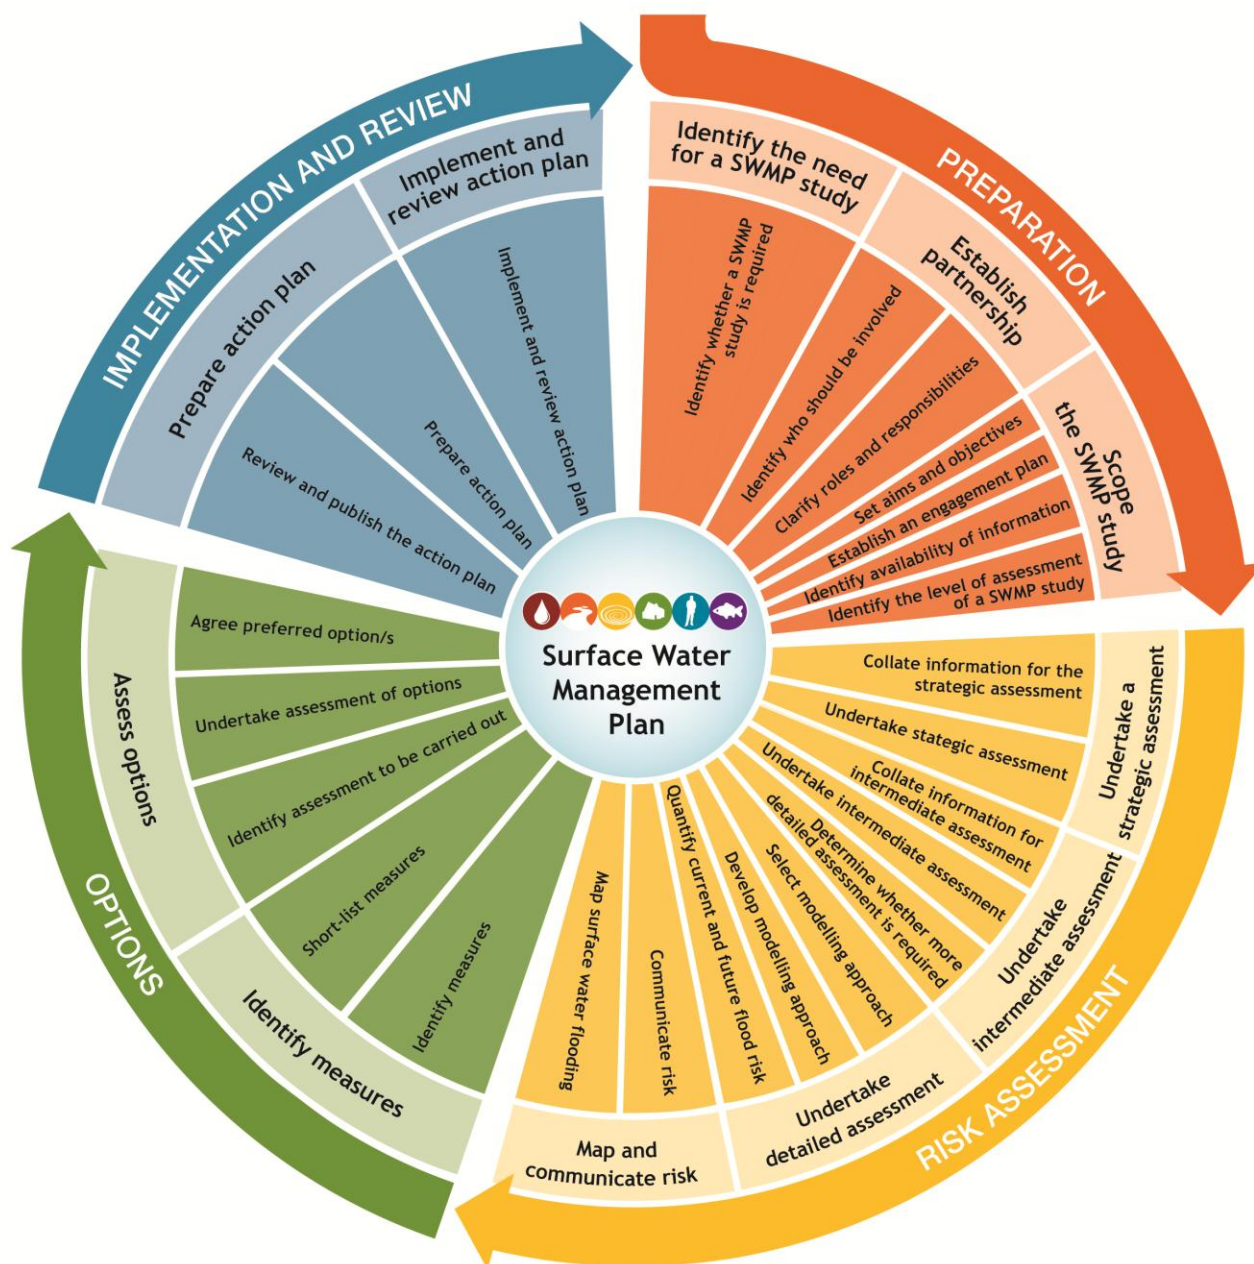 Surface Water
Management
Plan
PREPARATION
Identify the need
for a SWMP study
Identify whether a SWMP
study is required
Establish
partnership
Identify who should be involved
Clarify roles and responsibilities
Scope
the SWMP study
Set aims and objectives
Establish an engagement plan
Identify availability of information
Identify the level of assessment
of a SWMP study
RISK ASSESSMENT
Undertake a
strategic assessment
Collate information for the
strategic assessment
Undertake stategic assessment
Undertake
intermediate assessment
Collate information for
intermediate assessment
Undertake intermediate assessment
Determine whether more
detailed assessment is required
Undertake
detailed assessment
Select modelling approach
Develop modelling approach
Quantify current and future flood risk
Map and
communicate risk
Communicate risk
Map surface water flooding
OPTIONS
Identify measures
Identify measures
Short-list measures
Assess options
Identify assessment to be carried out
Undertake assessment of options
Agree preferred option/s
IMPLEMENTATION AND REVIEW
Prepare action plan
Review and publish the action plan
Prepare action plan
Implement and
review action plan
Implement and review action plan